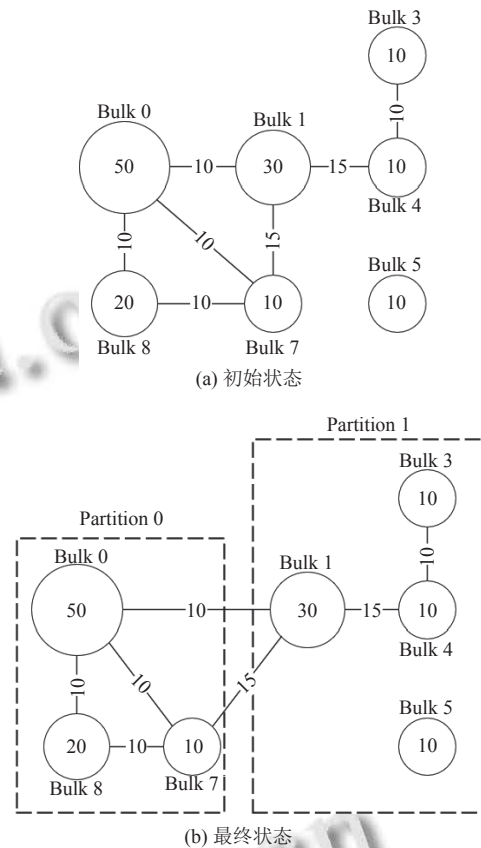 Bulk 3
10
Bulk 0
Bulk 1
10
50
10
30
15
10
Bulk 4
10
10
15
Bulk 5
20
10
10
10
Bulk 8
Bulk 7
(a) 初始状态
Partition 1
Bulk 3
Partition 0
10
Bulk 0
Bulk 1
10
50
10
30
15
10
Bulk 4
10
10
15
Bulk 5
20
10
10
10
Bulk 8
Bulk 7
(b) 最终状态